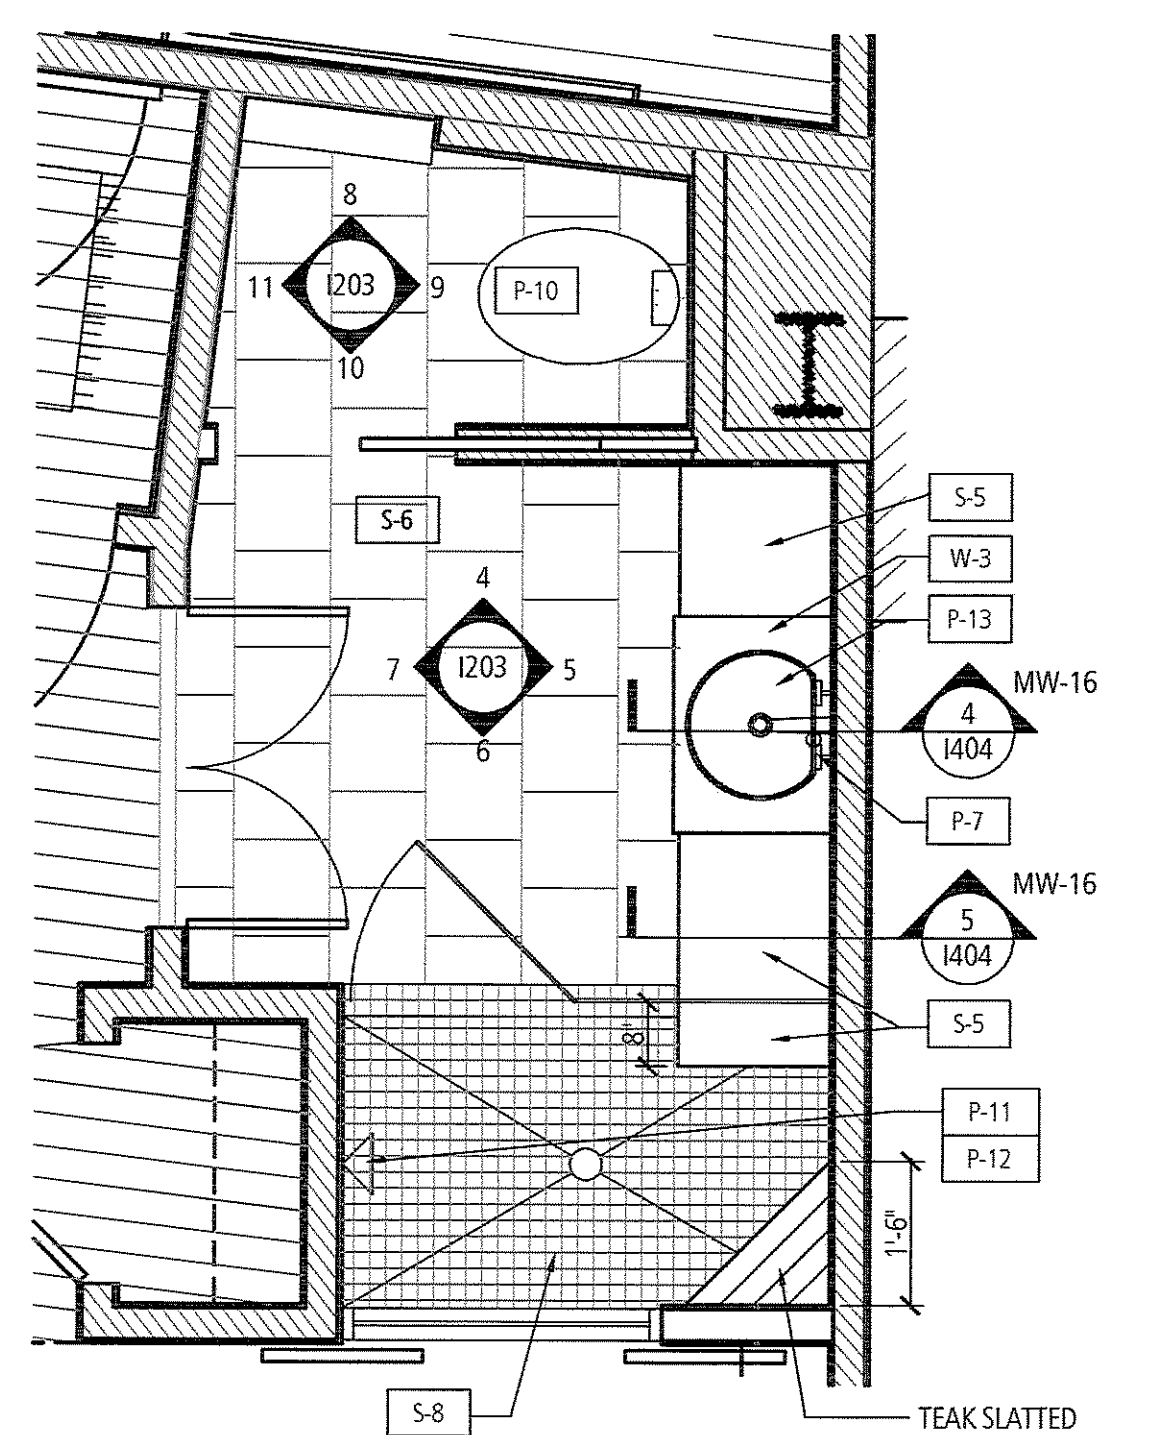 8
11
I203
9
10
P-10
S-6
4
7
I203
5
6
S-5
W-3
P-13
MW-16
4
I404
P-7
MW-16
5
I404
S-5
8"
P-11
P-12
1'-6"
S-8
TEAK SLATTED